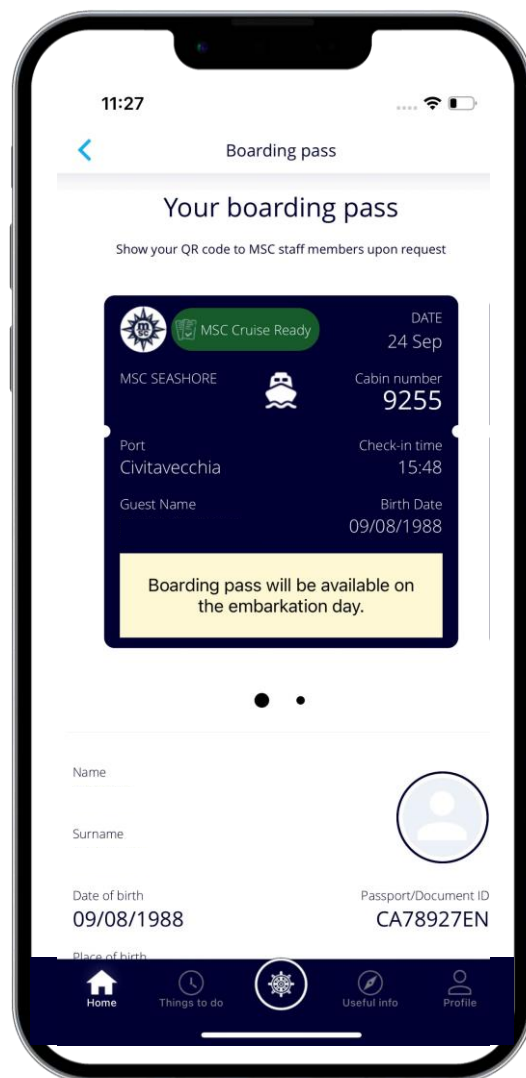 11:27
Boarding pass
Your boarding pass
Show your QR code to MSC staff members upon request
MSC Cruise Ready
DATE
24 Sep
MSC SEASHORE
Cabin number
9255
Port
Civitavecchia
Check-in time
15:48
Guest Name
Birth Date
09/08/1988
Boarding pass will be available on
the embarkation day.
Name
Surname
Date of birth
09/08/1988
Passport/Document ID
CA78927EN
Place of birth
Home
Things to do
Useful info
Profile